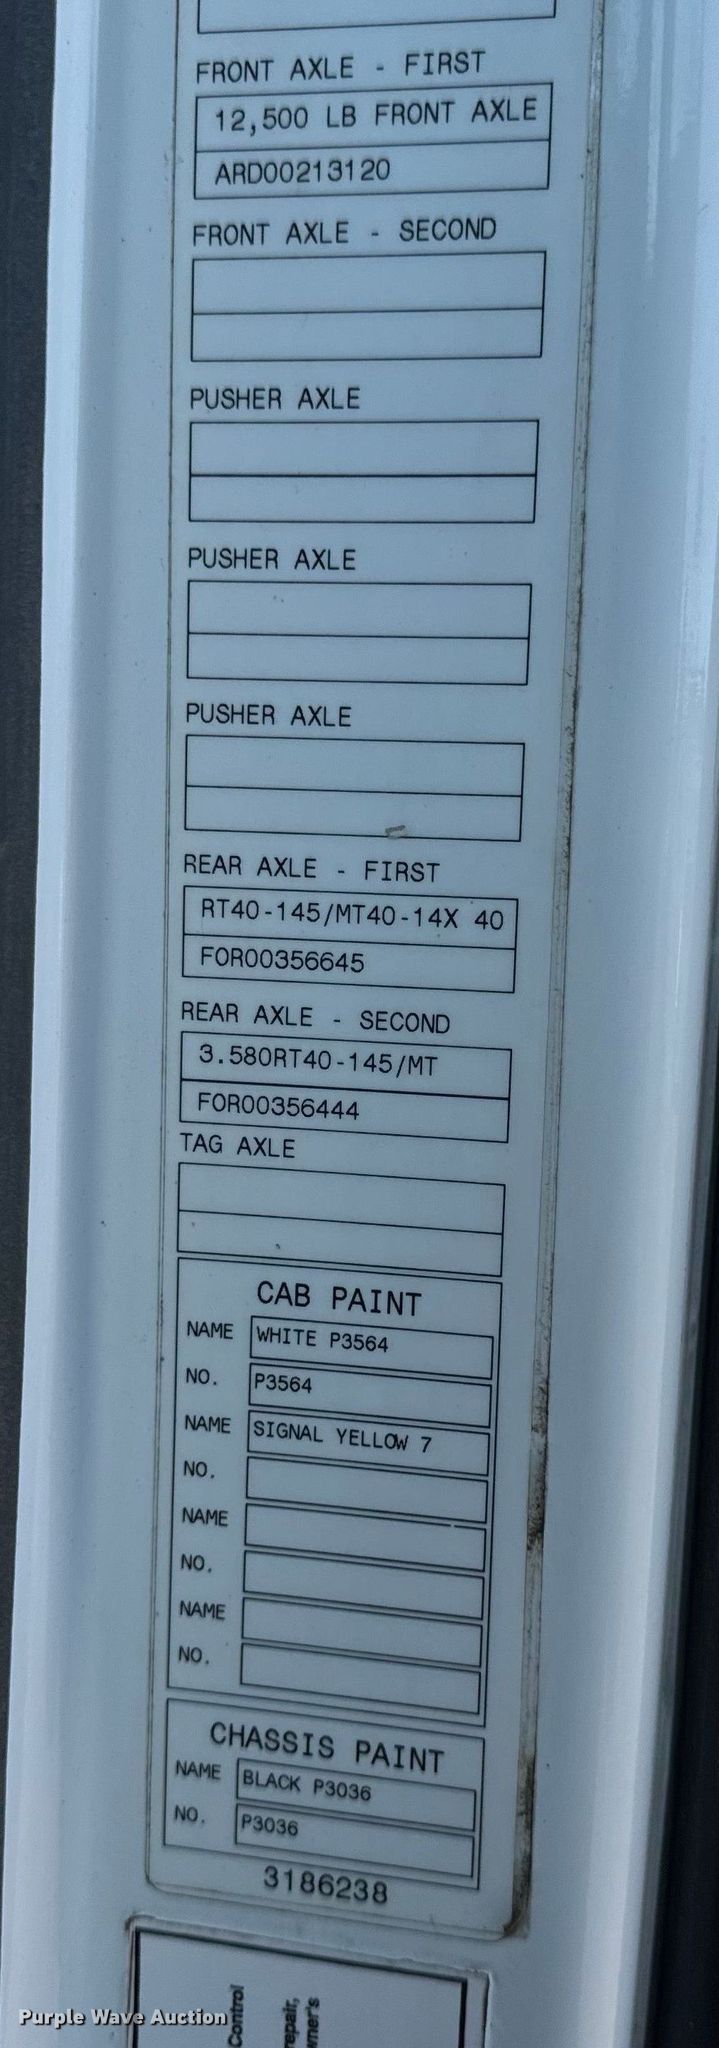 FRONT AXLE - FIRST
12,500 LB FRONT AXLE
ARD00213120
FRONT AXLE - SECOND
PUSHER AXLE
PUSHER AXLE
PUSHER AXLE
REAR AXLE - FIRST
RT40-145/MT40-14X 40
FOR00356645
REAR AXLE - SECOND
3.580RT40-145/MT
FOR00356444
TAG AXLE
CAB PAINT
NAME WHITE P3564
NO. P3564
NAME SIGNAL YELLOW 7
NO.
NAME
NO.
NAME
NO.
CHASSIS PAINT
NAME BLACK P3036
NO. P3036
3186238
Control
repair,
Purple Wave Auction